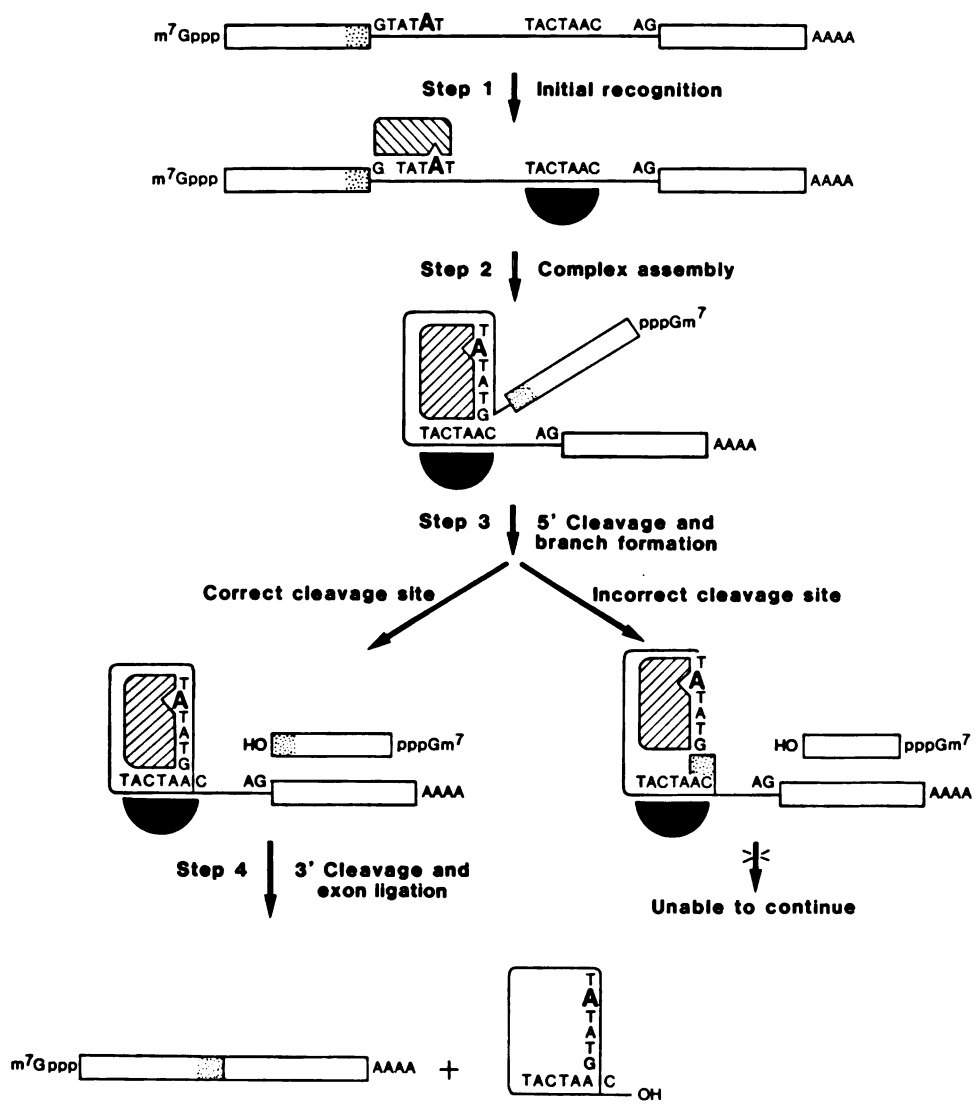 m⁷Gppp GTATAT TACTAAC AG AAAA
Step 1 Initial recognition
m⁷Gppp G TATAT TACTAAC AG AAAA
Step 2 Complex assembly
pppGm⁷
T
A
T
A
T
G
TACTAAC AG AAAA
Step 3 5' Cleavage and
branch formation
Correct cleavage site
Incorrect cleavage site
T
A
T
A
T
G
HO pppGm⁷
TACTAAC AG AAAA
T
A
T
A
T
G
HO pppGm⁷
TACTAAC AG AAAA
Step 4 3' Cleavage and
exon ligation
Unable to continue
m⁷Gppp AAAA +
T
A
T
A
T
G
TACTAAC
OH